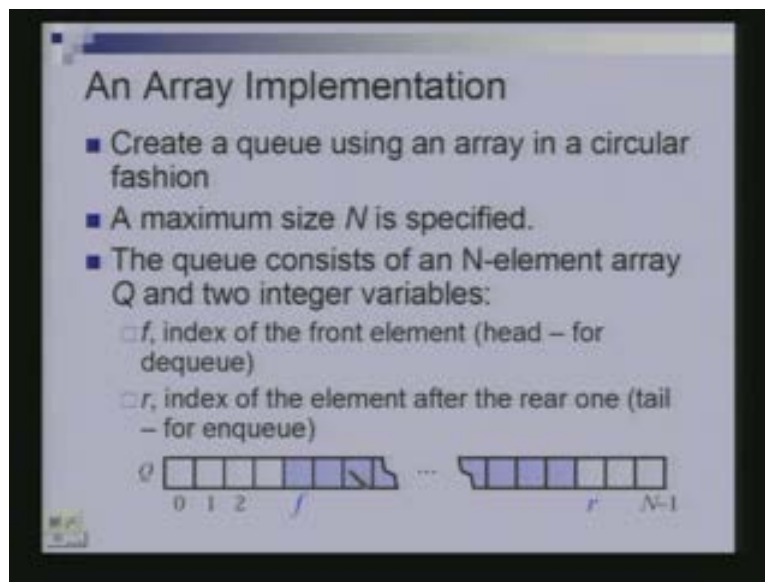 An Array Implementation
Create a queue using an array in a circular
fashion
A maximum size N is specified.
The queue consists of an N-element array
Q and two integer variables:
f, index of the front element (head – for
dequeue)
r, index of the element after the rear one (tail
– for enqueue)
Q ...
0 1 2 f r N–1